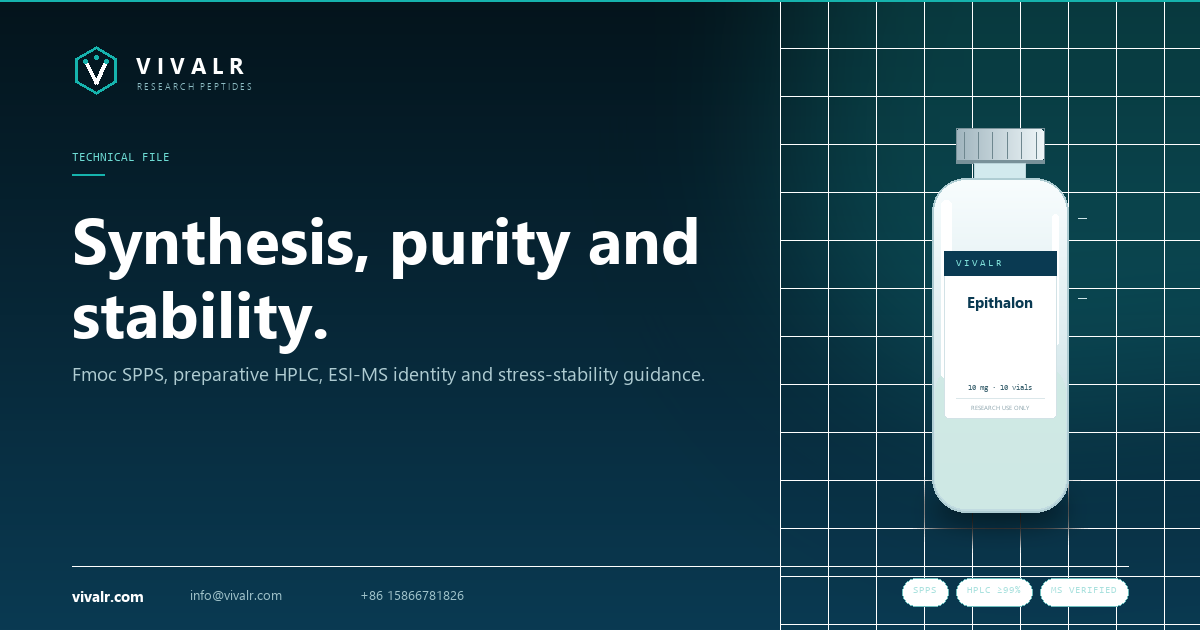 VIVALR
RESEARCH PEPTIDES
TECHNICAL FILE
Synthesis, purity and
stability.
Fmoc SPPS, preparative HPLC, ESI-MS identity and stress-stability guidance.
VIVALR
Epithalon
10 mg · 10 vials
RESEARCH USE ONLY
vivalr.com
info@vivalr.com
+86 15866781826
SPPS
HPLC ≥99%
MS VERIFIED